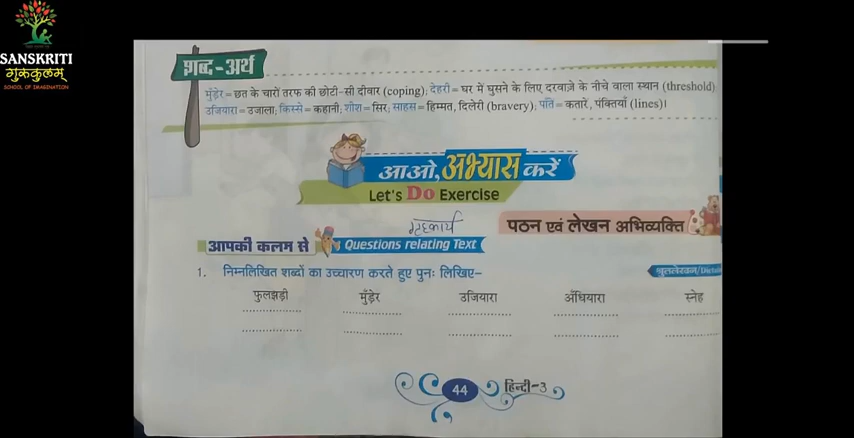 SANSKRITI
गुरुकुलम्
SCHOOL OF IMAGINATION
शब्द-अर्थ
मुँड़ेर = छत के चारों तरफ की छोटी-सी दीवार (coping); देहरी = घर में घुसने के लिए दरवाज़े के नीचे वाला स्थान (threshold)
उजियारा = उजाला; किस्से = कहानी; शीश = सिर; साहस = हिम्मत, दिलेरी (bravery); पाँत = कतारें, पंक्तियाँ (lines)।
आओ, अभ्यास करें
Let's Do Exercise
गृहकार्य
पठन एवं लेखन अभिव्यक्ति
आपकी कलम से
Questions relating Text
1. निम्नलिखित शब्दों का उच्चारण करते हुए पुनः लिखिए–
फुलझड़ी मुँड़ेर उजियारा अँधियारा स्नेह
44 हिन्दी-3